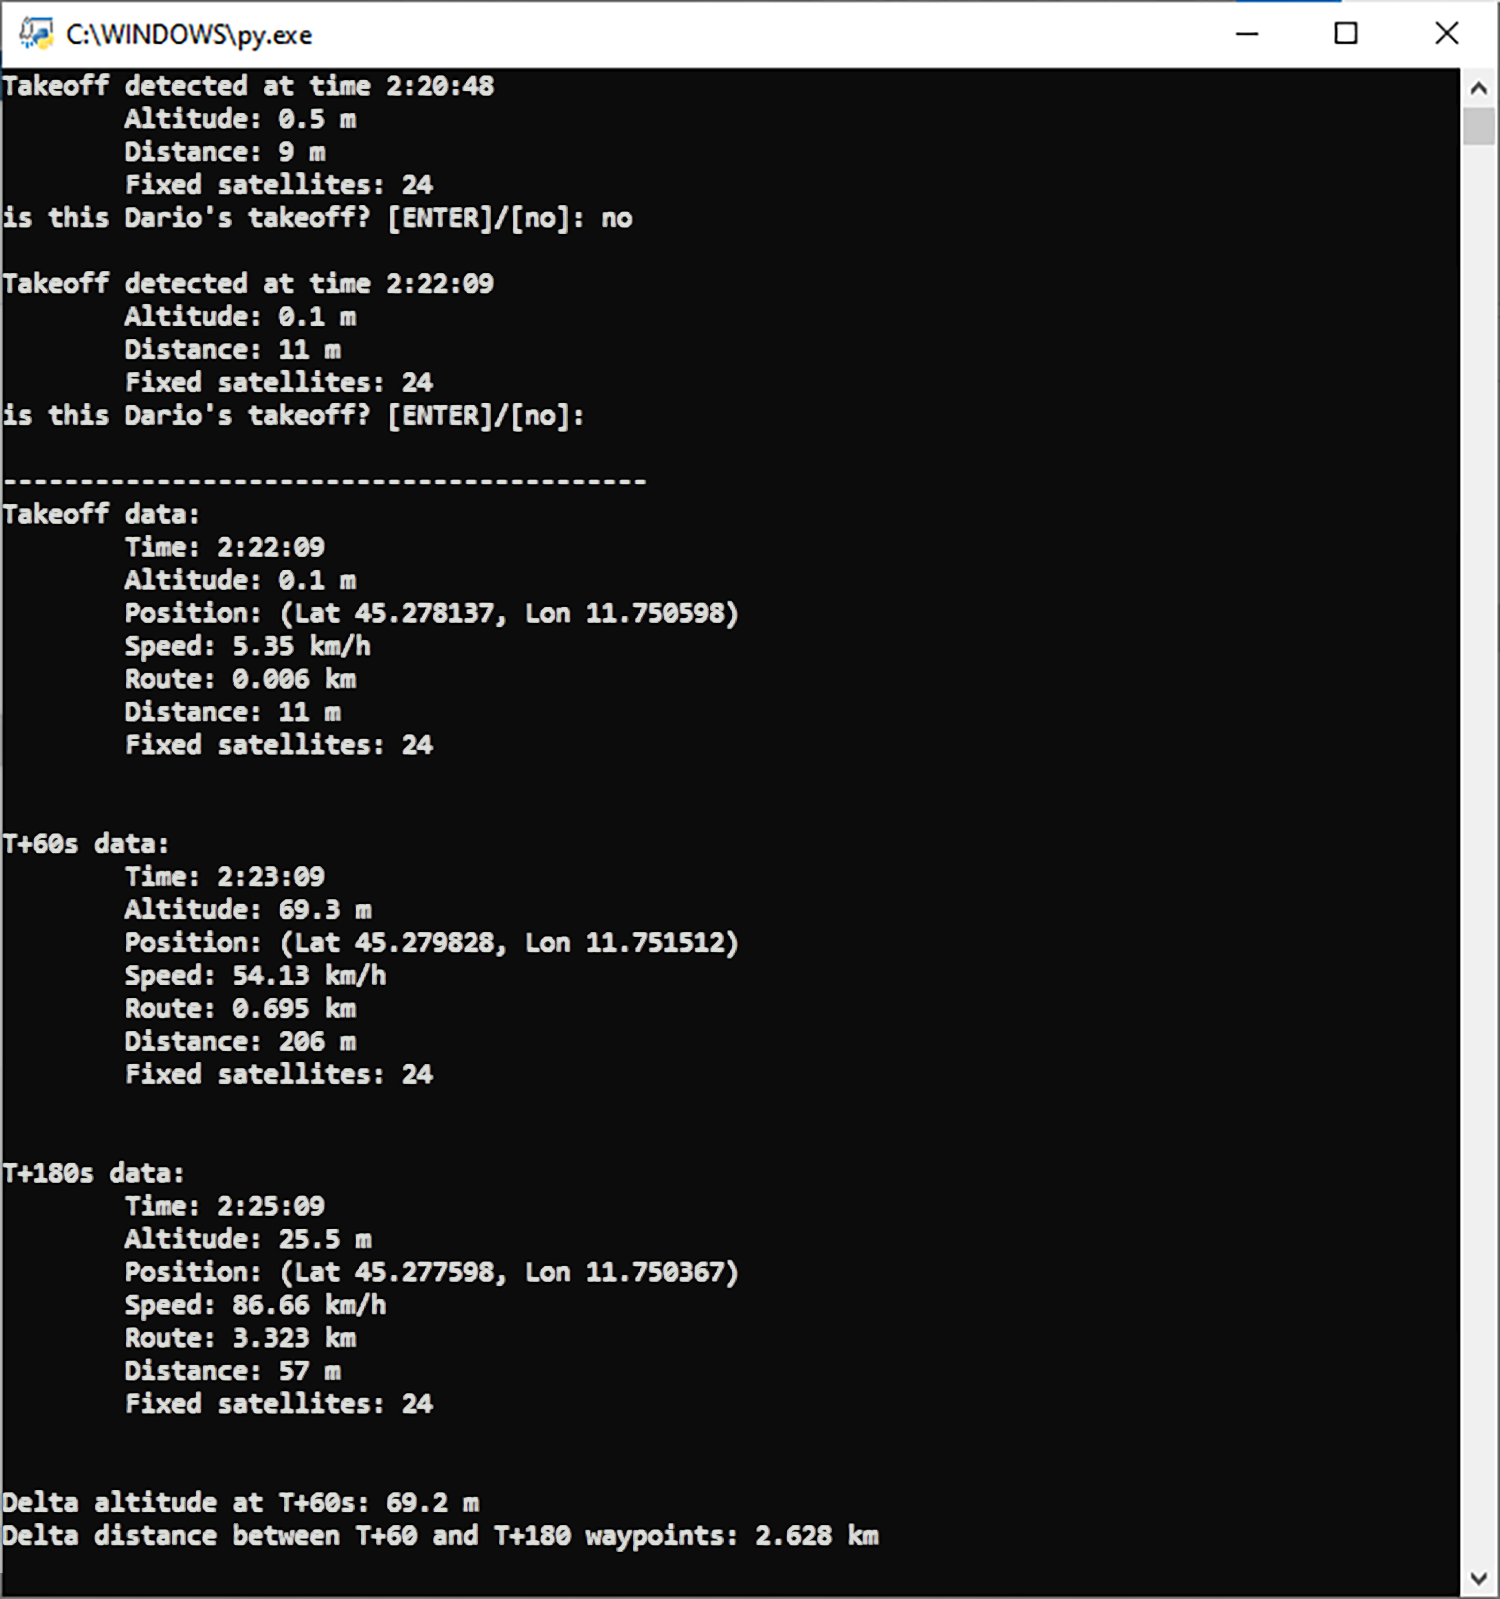 C:\WINDOWS\py.exe
Takeoff detected at time 2:20:48
Altitude: 0.5 m
Distance: 9 m
Fixed satellites: 24
is this Dario's takeoff? [ENTER]/[no]: no
Takeoff detected at time 2:22:09
Altitude: 0.1 m
Distance: 11 m
Fixed satellites: 24
is this Dario's takeoff? [ENTER]/[no]:
------------------------------------------
Takeoff data:
Time: 2:22:09
Altitude: 0.1 m
Position: (Lat 45.278137, Lon 11.750598)
Speed: 5.35 km/h
Route: 0.006 km
Distance: 11 m
Fixed satellites: 24
T+60s data:
Time: 2:23:09
Altitude: 69.3 m
Position: (Lat 45.279828, Lon 11.751512)
Speed: 54.13 km/h
Route: 0.695 km
Distance: 206 m
Fixed satellites: 24
T+180s data:
Time: 2:25:09
Altitude: 25.5 m
Position: (Lat 45.277598, Lon 11.750367)
Speed: 86.66 km/h
Route: 3.323 km
Distance: 57 m
Fixed satellites: 24
Delta altitude at T+60s: 69.2 m
Delta distance between T+60 and T+180 waypoints: 2.628 km